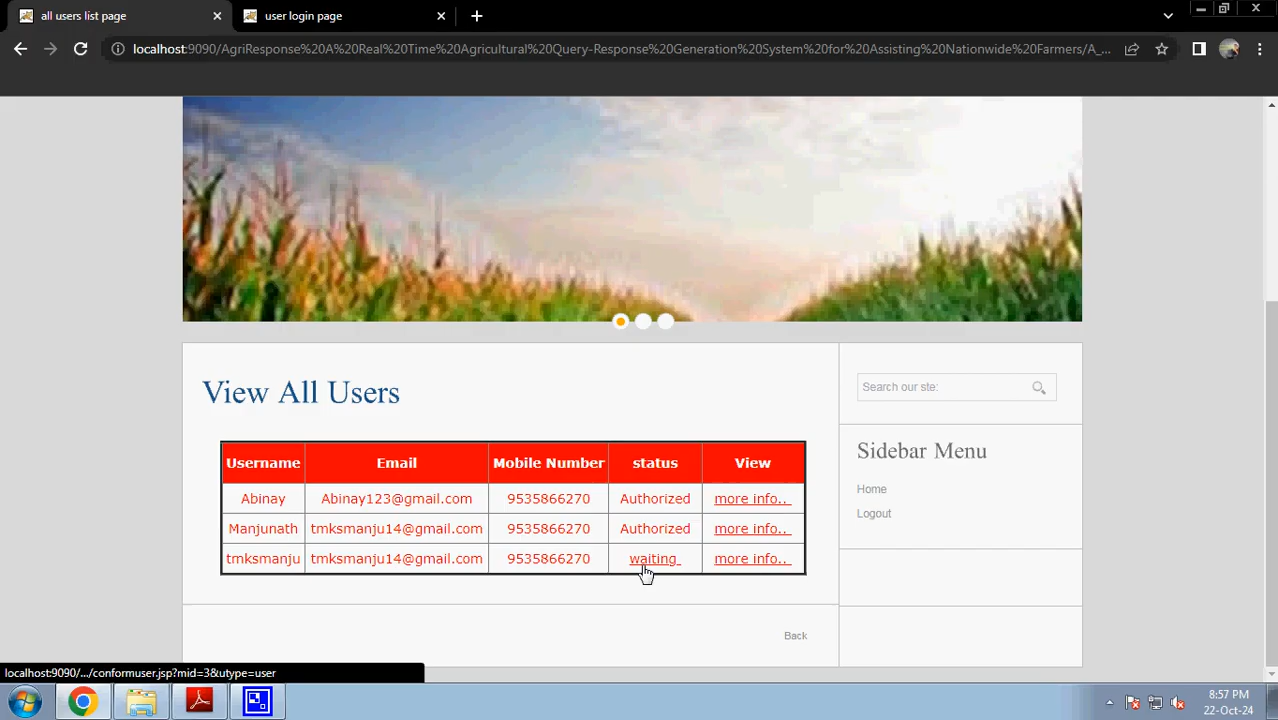 all users list page
user login page
localhost:9090/AgriResponse%20A%20Real%20Time%20Agricultural%20Query-Response%20Generation%20System%20for%20Assisting%20Nationwide%20Farmers/A_...
View All Users
Username Email Mobile Number status View
Abinay Abinay123@gmail.com 9535866270 Authorized more info..
Manjunath tmksmanju14@gmail.com 9535866270 Authorized more info..
tmksmanju tmksmanju14@gmail.com 9535866270 waiting more info..
Back
Search our ste:
Sidebar Menu
Home
Logout
localhost:9090/.../conformuser.jsp?mid=3&utype=user
8:57 PM
22-Oct-24